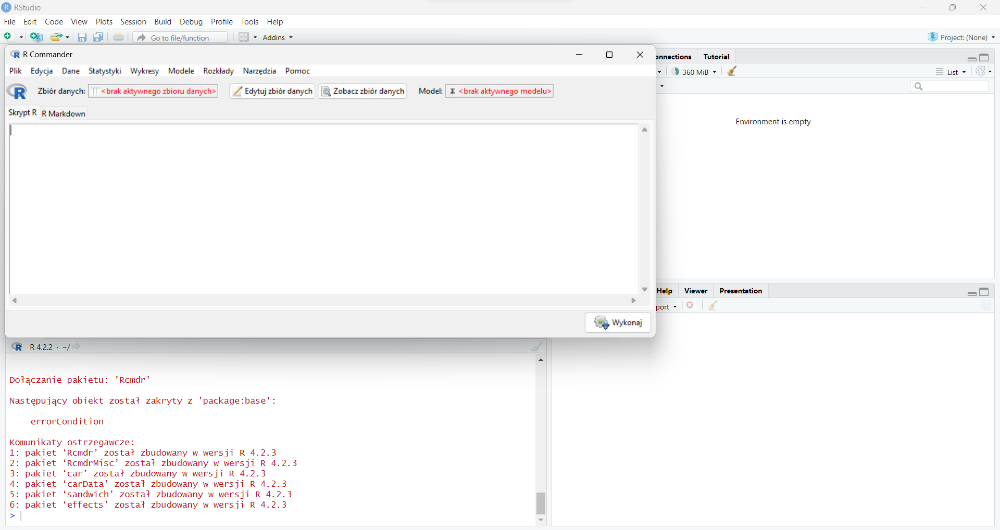 RStudio
File Edit Code View Plots Session Build Debug Profile Tools Help
Go to file/function Addins Project: (None)
R Commander
Plik Edycja Dane Statystyki Wykresy Modele Rozkłady Narzędzia Pomoc
Zbiór danych: <brak aktywnego zbioru danych> Edytuj zbiór danych Zobacz zbiór danych Model: Σ <brak aktywnego modelu>
Skrypt R R Markdown
Wykonaj
onnections Tutorial
360 MiB List
Environment is empty
Help Viewer Presentation
port
R 4.2.2 · ~/
Dołączanie pakietu: 'Rcmdr'
Następujący obiekt został zakryty z 'package:base':
errorCondition
Komunikaty ostrzegawcze:
1: pakiet ‘Rcmdr’ został zbudowany w wersji R 4.2.3
2: pakiet ‘RcmdrMisc’ został zbudowany w wersji R 4.2.3
3: pakiet ‘car’ został zbudowany w wersji R 4.2.3
4: pakiet ‘carData’ został zbudowany w wersji R 4.2.3
5: pakiet ‘sandwich’ został zbudowany w wersji R 4.2.3
6: pakiet ‘effects’ został zbudowany w wersji R 4.2.3
>